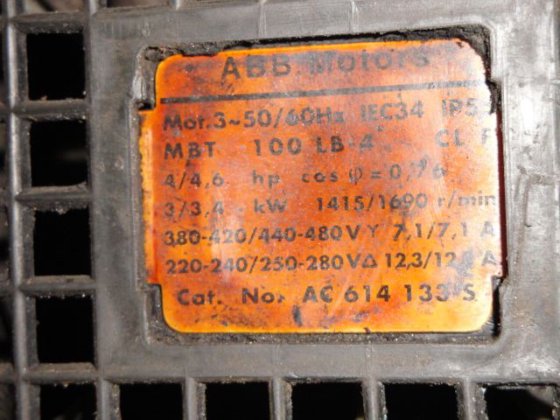 ABB Motors
Mot. 3~50/60Hz IEC34
MBT 100 LB-4 CL F
4/4,6 hp cos φ=0,76
3/3,4 kW 1415/1690 r/min
380-420/440-480V Y 7,1/7,1 A
220-240/250-280V Δ 12,3/12,3 A
Cat. No. AC 614 133-S